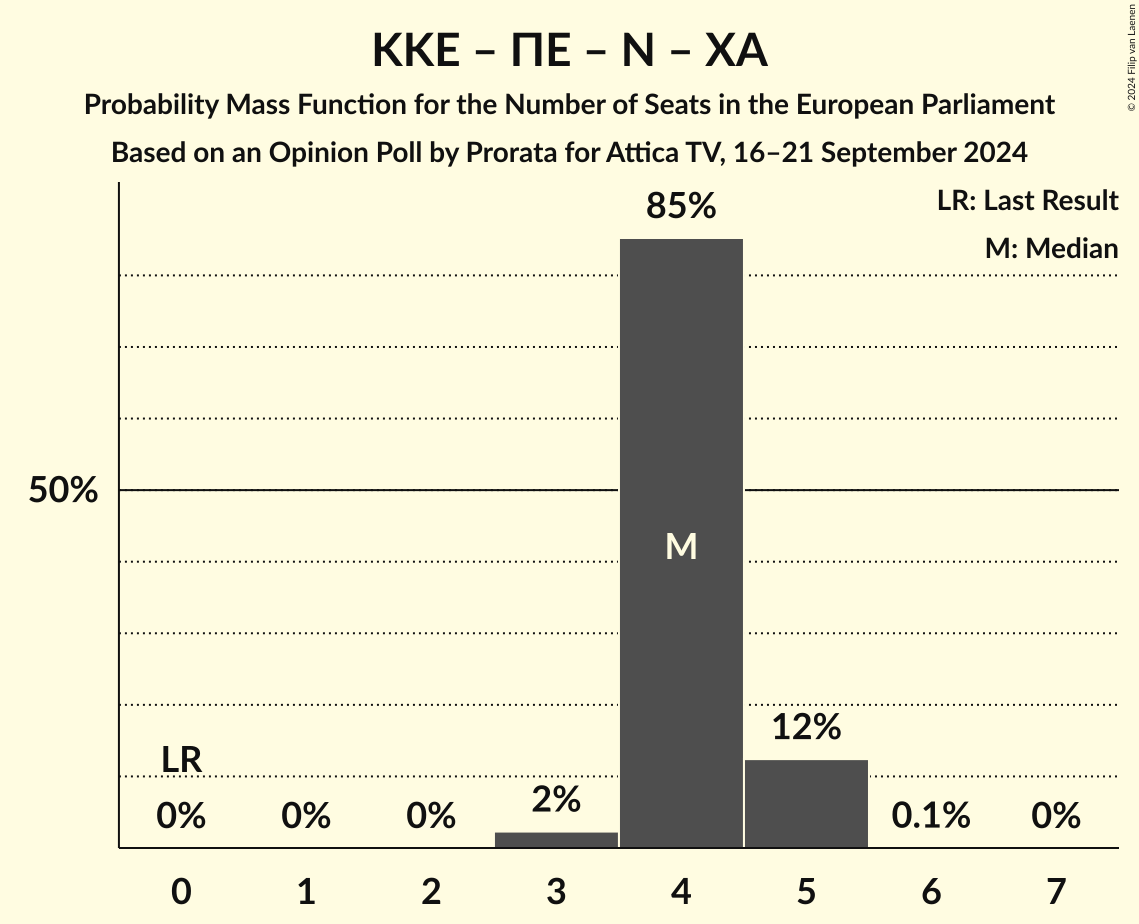 ΚΚΕ – ΠΕ – Ν – ΧΑ
Probability Mass Function for the Number of Seats in the European Parliament
Based on an Opinion Poll by Prorata for Attica TV, 16–21 September 2024
© 2024 Filip van Laenen
LR: Last Result
M: Median
85%
50%
M
12%
LR
2%
0% 0% 0% 0.1% 0%
0 1 2 3 4 5 6 7